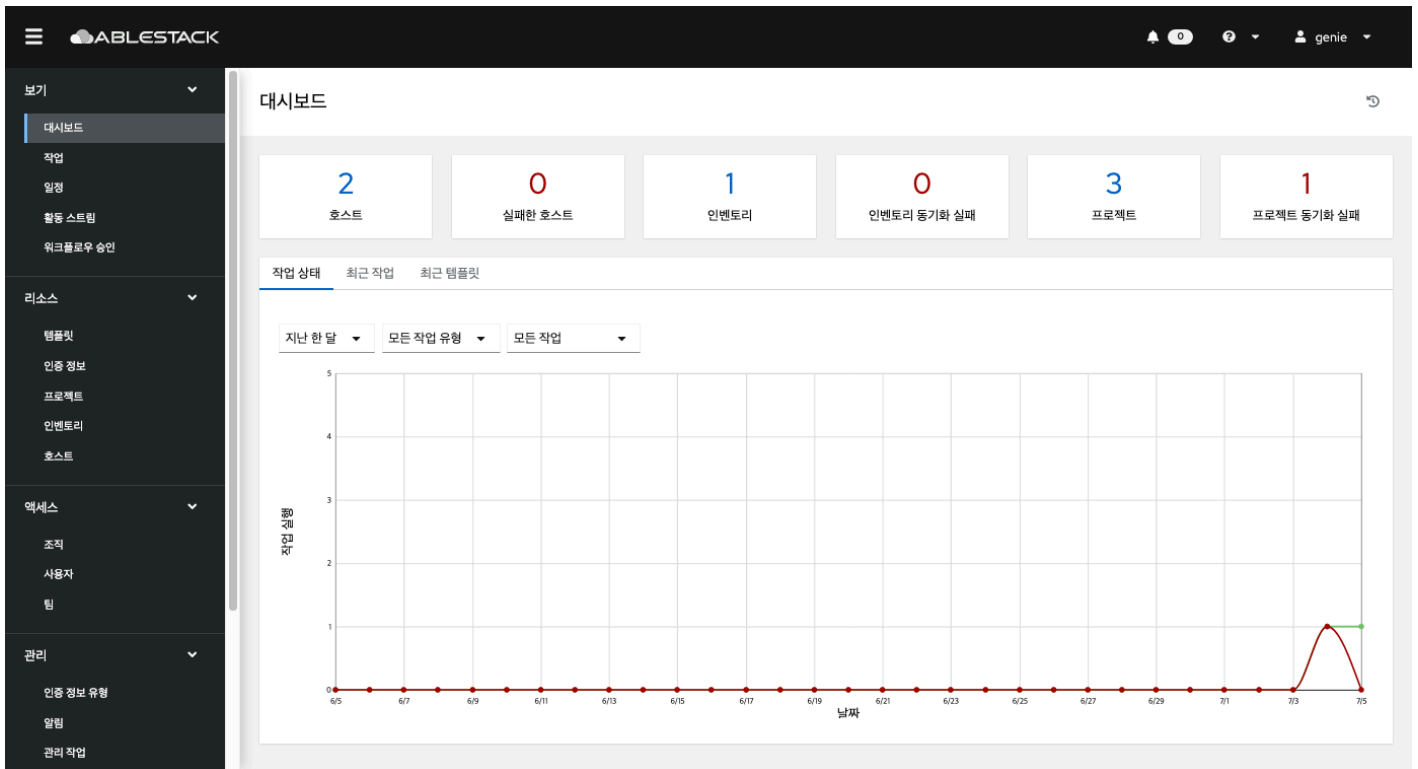 ABLESTACK
0
genie
보기
대시보드
작업
일정
활동 스트림
워크플로우 승인
리소스
템플릿
인증 정보
프로젝트
인벤토리
호스트
액세스
조직
사용자
팀
관리
인증 정보 유형
알림
관리 작업
대시보드
2
호스트
0
실패한 호스트
1
인벤토리
0
인벤토리 동기화 실패
3
프로젝트
1
프로젝트 동기화 실패
작업 상태 최근 작업 최근 템플릿
지난 한 달 모든 작업 유형 모든 작업
작업 실행
5
4
3
2
1
0
6/5 6/7 6/9 6/11 6/13 6/15 6/17 6/19 6/21 6/23 6/25 6/27 6/29 7/1 7/3 7/5
날짜